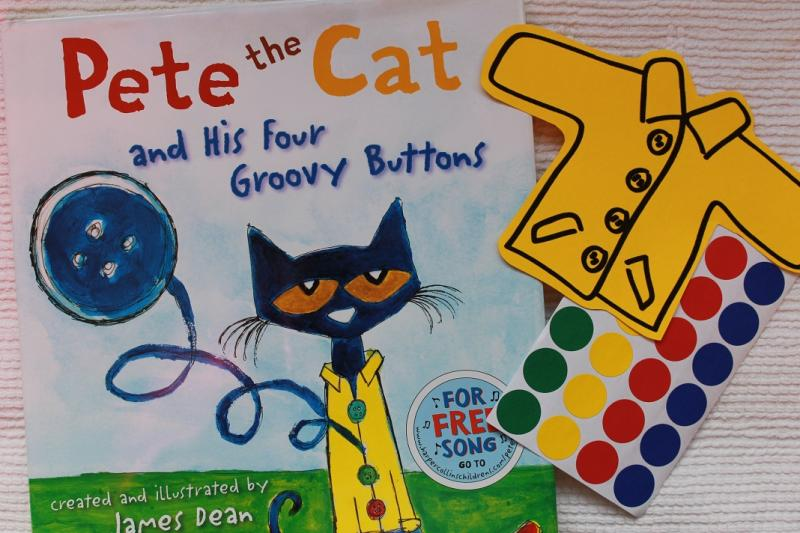 Pete the Cat
and His Four
Groovy Buttons
FOR
FREE
SONG
GO TO
created and illustrated by
James Dean